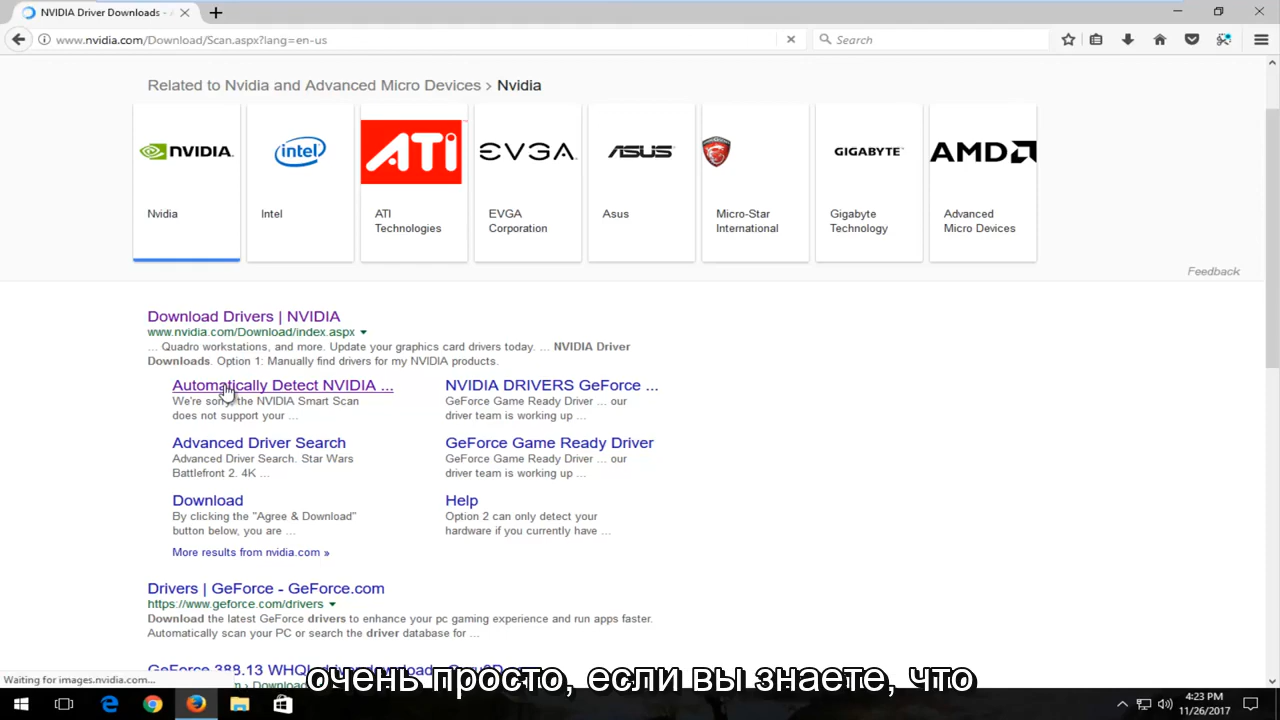 NVIDIA Driver Downloads -
www.nvidia.com/Download/Scan.aspx?lang=en-us
Search
Related to Nvidia and Advanced Micro Devices > Nvidia
NVIDIA.
intel
ATI
EVGA
ASUS
GIGABYTE
AMD
Nvidia
Intel
ATI Technologies
EVGA Corporation
Asus
Micro-Star International
Gigabyte Technology
Advanced Micro Devices
Feedback
Download Drivers | NVIDIA
www.nvidia.com/Download/index.aspx
... Quadro workstations, and more. Update your graphics card drivers today. ... NVIDIA Driver
Downloads. Option 1: Manually find drivers for my NVIDIA products.
Automatically Detect NVIDIA ...
We're sorry, the NVIDIA Smart Scan
does not support your ...
NVIDIA DRIVERS GeForce ...
GeForce Game Ready Driver ... our
driver team is working up ...
Advanced Driver Search
Advanced Driver Search. Star Wars
Battlefront 2. 4K ...
GeForce Game Ready Driver
GeForce Game Ready Driver ... our
driver team is working up ...
Download
By clicking the "Agree & Download"
button below, you are ...
Help
Option 2 can only detect your
hardware if you currently have ...
More results from nvidia.com »
Drivers | GeForce - GeForce.com
https://www.geforce.com/drivers
Download the latest GeForce drivers to enhance your pc gaming experience and run apps faster.
Automatically scan your PC or search the driver database for ...
GeForce 388.13 WHQL driver download
Waiting for images.nvidia.com...
очень просто, если вы знаете, что
4:23 PM
11/26/2017